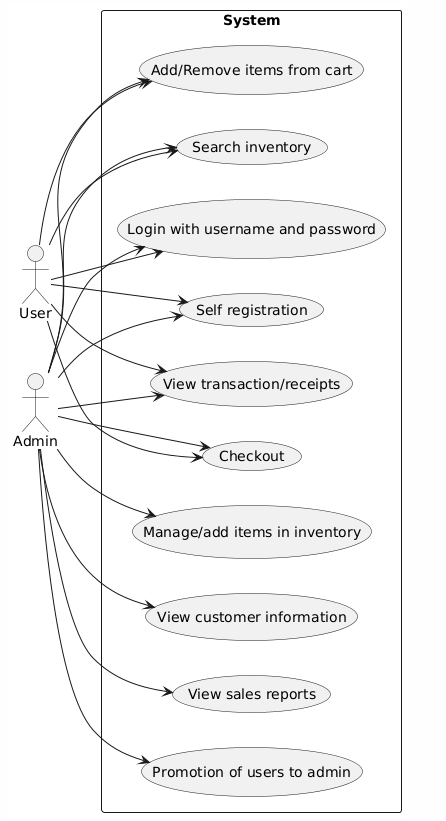 System
Add/Remove items from cart
Search inventory
Login with username and password
User
Self registration
View transaction/receipts
Admin
Checkout
Manage/add items in inventory
View customer information
View sales reports
Promotion of users to admin